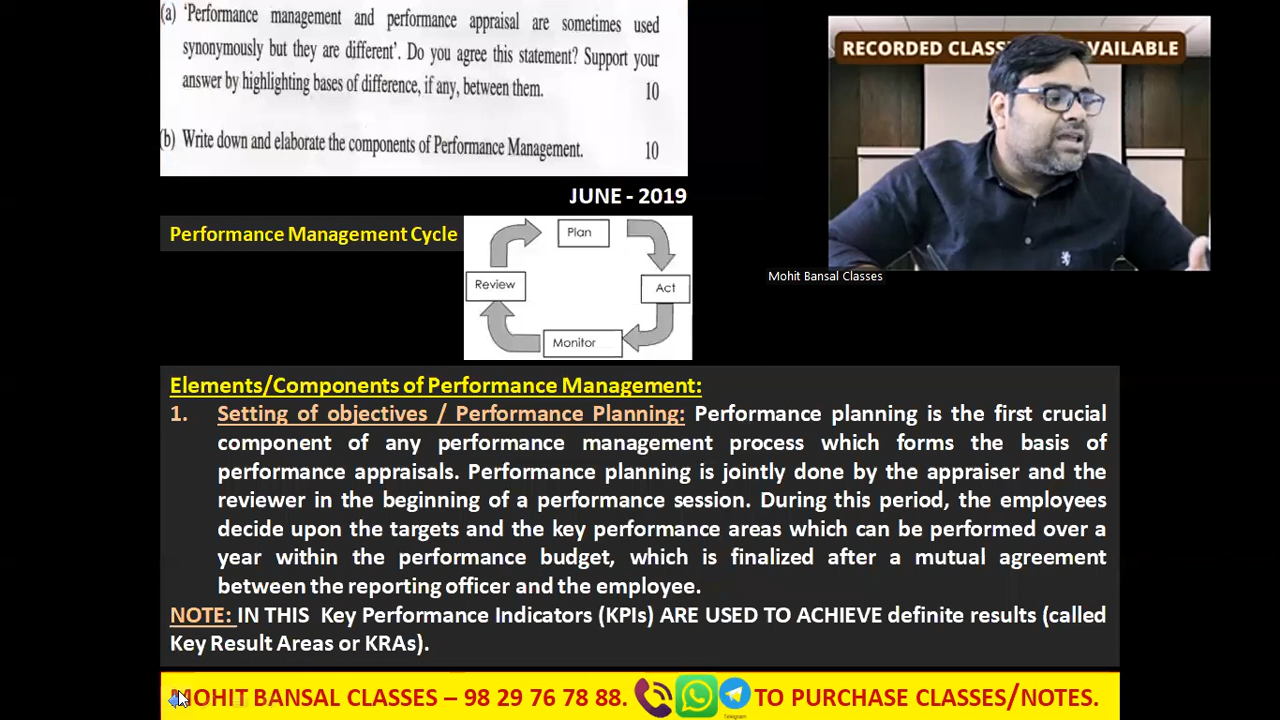 (a) 'Performance management and performance appraisal are sometimes used
synonymously but they are different'. Do you agree this statement? Support your
answer by highlighting bases of difference, if any, between them. 10
(b) Write down and elaborate the components of Performance Management. 10
JUNE - 2019
RECORDED CLASS AVAILABLE
Mohit Bansal Classes
Performance Management Cycle
Plan
Review
Act
Monitor
Elements/Components of Performance Management:
1. Setting of objectives / Performance Planning: Performance planning is the first crucial
component of any performance management process which forms the basis of
performance appraisals. Performance planning is jointly done by the appraiser and the
reviewer in the beginning of a performance session. During this period, the employees
decide upon the targets and the key performance areas which can be performed over a
year within the performance budget, which is finalized after a mutual agreement
between the reporting officer and the employee.
NOTE: IN THIS Key Performance Indicators (KPIs) ARE USED TO ACHIEVE definite results (called
Key Result Areas or KRAs).
MOHIT BANSAL CLASSES – 98 29 76 78 88. TO PURCHASE CLASSES/NOTES.
Telegram